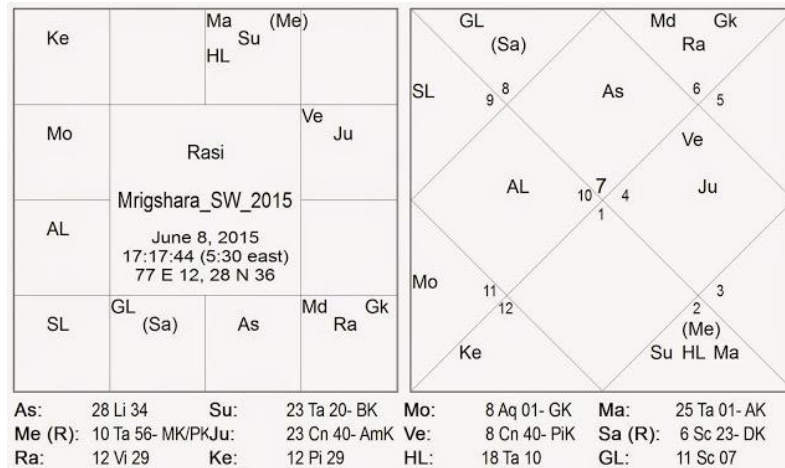 Ke
Ma (Me)
Su
HL
Mo
Ve
Ju
Rasi
Mrigshara_SW_2015
June 8, 2015
17:17:44 (5:30 east)
77 E 12, 28 N 36
AL
SL
GL
(Sa)
As
Md Gk
Ra
GL
(Sa)
Md Gk
Ra
SL
As
9 8
6 5
Ve
AL
10 7 4
1
Ju
Mo
11
12
3
2
Ke
(Me)
Su HL Ma
As: 28 Li 34 Su: 23 Ta 20- BK Mo: 8 Aq 01- GK Ma: 25 Ta 01- AK
Me (R): 10 Ta 56- MK/PK Ju: 23 Cn 40- AmK Ve: 8 Cn 40- PiK Sa (R): 6 Sc 23- DK
Ra: 12 Vi 29 Ke: 12 Pi 29 HL: 18 Ta 10 GL: 11 Sc 07